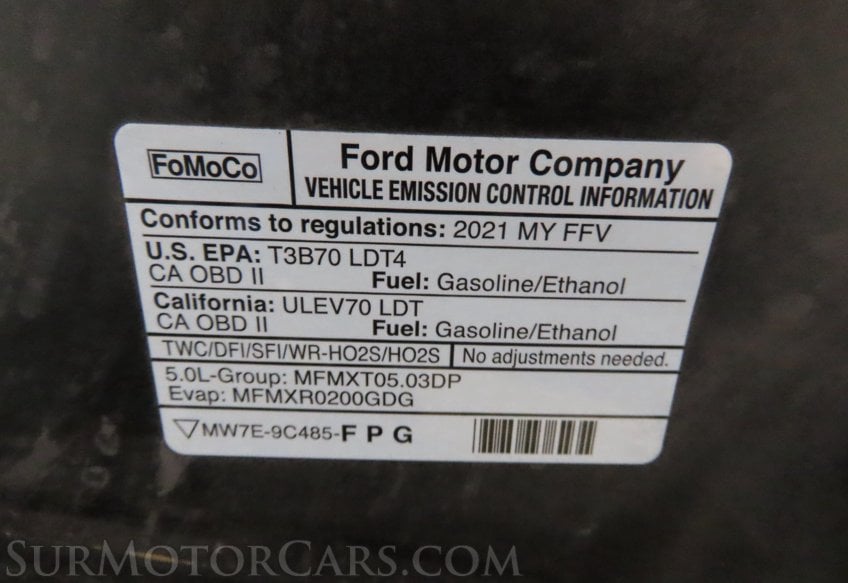 FoMoCo
Ford Motor Company
VEHICLE EMISSION CONTROL INFORMATION
Conforms to regulations: 2021 MY FFV
U.S. EPA: T3B70 LDT4
CA OBD II Fuel: Gasoline/Ethanol
California: ULEV70 LDT
CA OBD II Fuel: Gasoline/Ethanol
TWC/DFI/SFI/WR-HO2S/HO2S No adjustments needed.
5.0L-Group: MFMXT05.03DP
Evap: MFMXR0200GDG
MW7E-9C485-F P G
SURMOTORCARS.COM